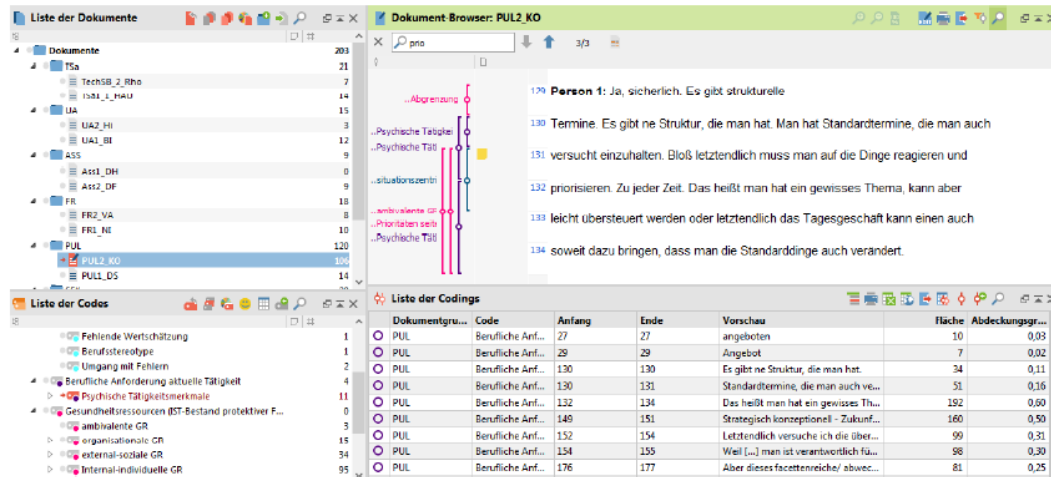 Liste der Dokumente
Dokumente 203
TSa 21
TechSB_2_Rho 7
TSa1_1_HAU 14
UA 15
UA2_HI 3
UA1_BI 12
ASS 9
Ass1_DH 0
Ass2_DF 9
FR 18
FR2_VA 8
FR1_NI 10
PUL 120
PUL2_KO 106
PUL1_DS 14
Liste der Codes
Fehlende Wertschätzung 1
Berufsstereotype 1
Umgang mit Fehlern 2
Berufliche Anforderung aktuelle Tätigkeit 4
Psychische Tätigkeitsmerkmale 11
Gesundheitsressourcen (IST-Bestand protektiver F... 0
ambivalente GR 3
organisationale GR 15
external-soziale GR 34
Internal-individuelle GR 95
Dokument-Browser: PUL2_KO
prio 3/3
..Abgrenzung
..Psychische Tätigkei
..Psychische Täti
..situationszentri
..ambivalente GR
..Prioritäten seitc
..Psychische Täti
129 Person 1: Ja, sicherlich. Es gibt strukturelle
130 Termine. Es gibt ne Struktur, die man hat. Man hat Standardtermine, die man auch
131 versucht einzuhalten. Bloß letztendlich muss man auf die Dinge reagieren und
132 priorisieren. Zu jeder Zeit. Das heißt man hat ein gewisses Thema, kann aber
133 leicht übersteuert werden oder letztendlich das Tagesgeschäft kann einen auch
134 soweit dazu bringen, dass man die Standarddinge auch verändert.
Liste der Codings
Dokumentgru... Code Anfang Ende Vorschau Fläche Abdeckungsgr...
PUL Berufliche Anf... 27 27 angeboten 10 0,03
PUL Berufliche Anf... 29 29 Angebot 7 0,02
PUL Berufliche Anf... 130 130 Es gibt ne Struktur, die man hat. 34 0,11
PUL Berufliche Anf... 130 131 Standardtermine, die man auch ve... 51 0,16
PUL Berufliche Anf... 132 134 Das heißt man hat ein gewisses Th... 192 0,60
PUL Berufliche Anf... 149 151 Strategisch konzeptionell - Zukunf... 160 0,50
PUL Berufliche Anf... 152 154 Letztendlich versuche ich die über... 99 0,31
PUL Berufliche Anf... 154 155 Weil [...] man ist verantwortlich fü... 98 0,30
PUL Berufliche Anf... 176 177 Aber dieses facettenreiche/ abwec... 81 0,25